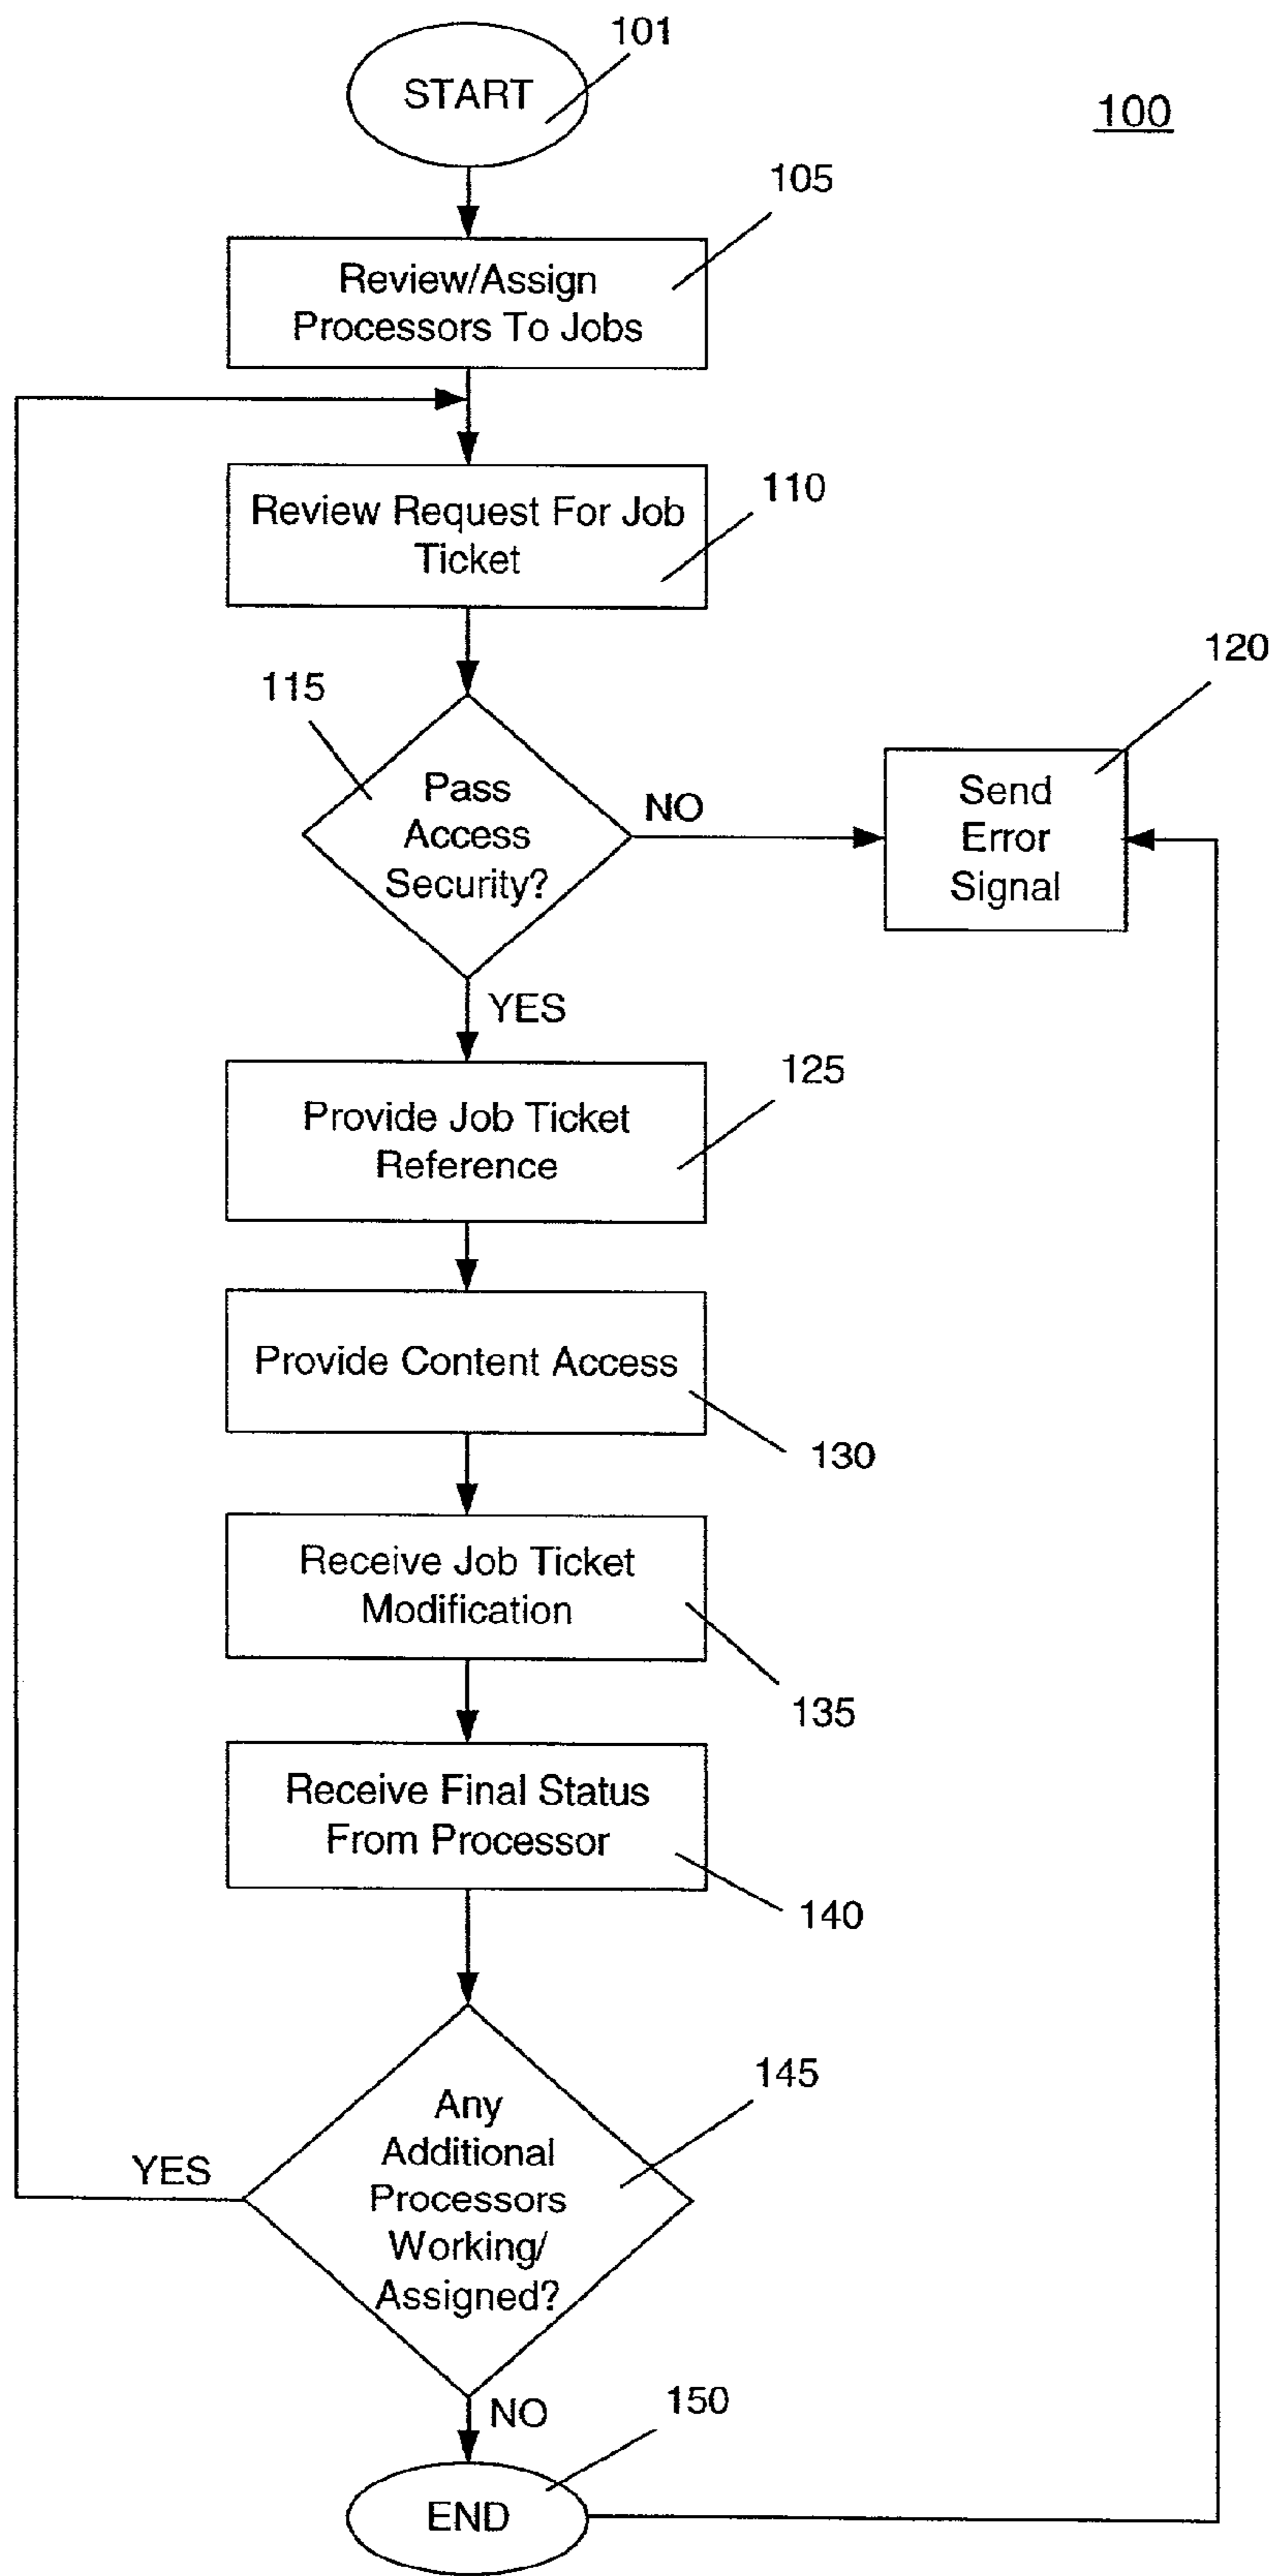 101
START
100
105
Review/Assign
Processors To Jobs
110
Review Request For Job
Ticket
120
115
Pass
Access
Security?
NO
Send
Error
Signal
YES
125
Provide Job Ticket
Reference
Provide Content Access
130
Receive Job Ticket
Modification
135
Receive Final Status
From Processor
140
145
Any
Additional
Processors
Working/
Assigned?
YES
NO
150
END